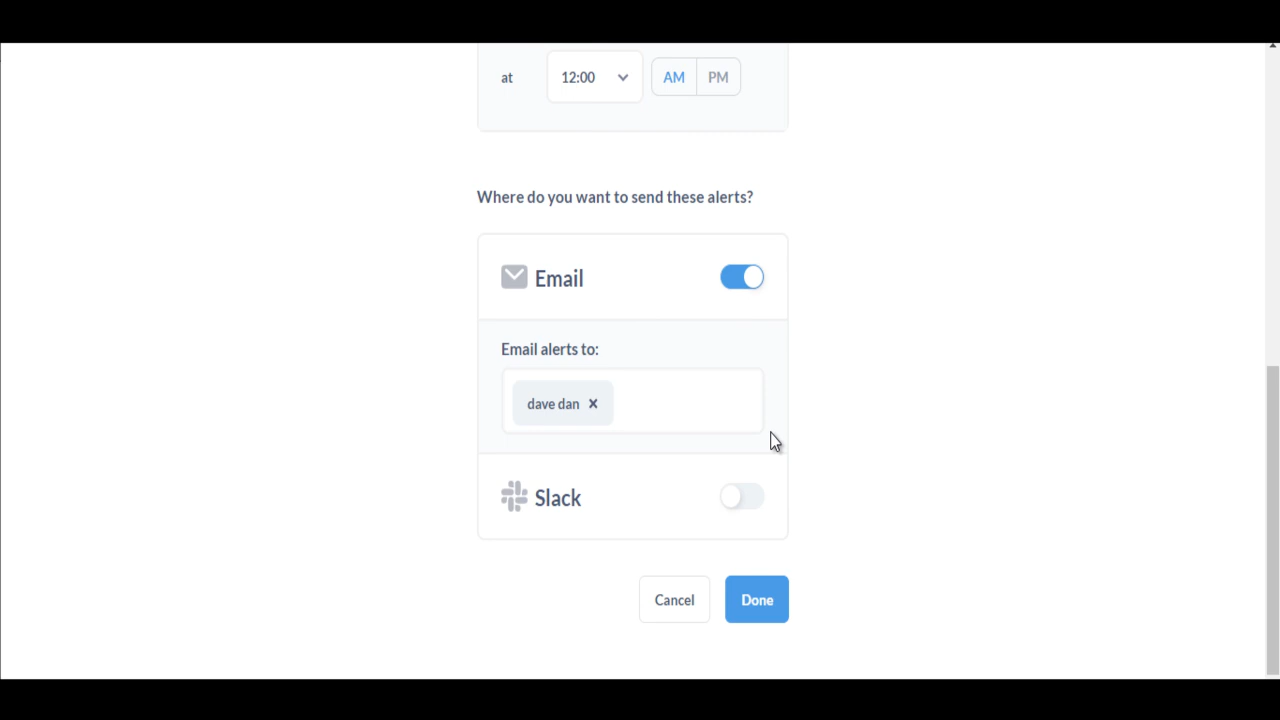 at 12:00 AM PM
Where do you want to send these alerts?
Email
Email alerts to:
dave dan
Slack
Cancel Done